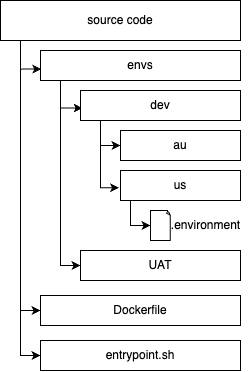 source code
envs
dev
au
us
.environment
UAT
Dockerfile
entrypoint.sh